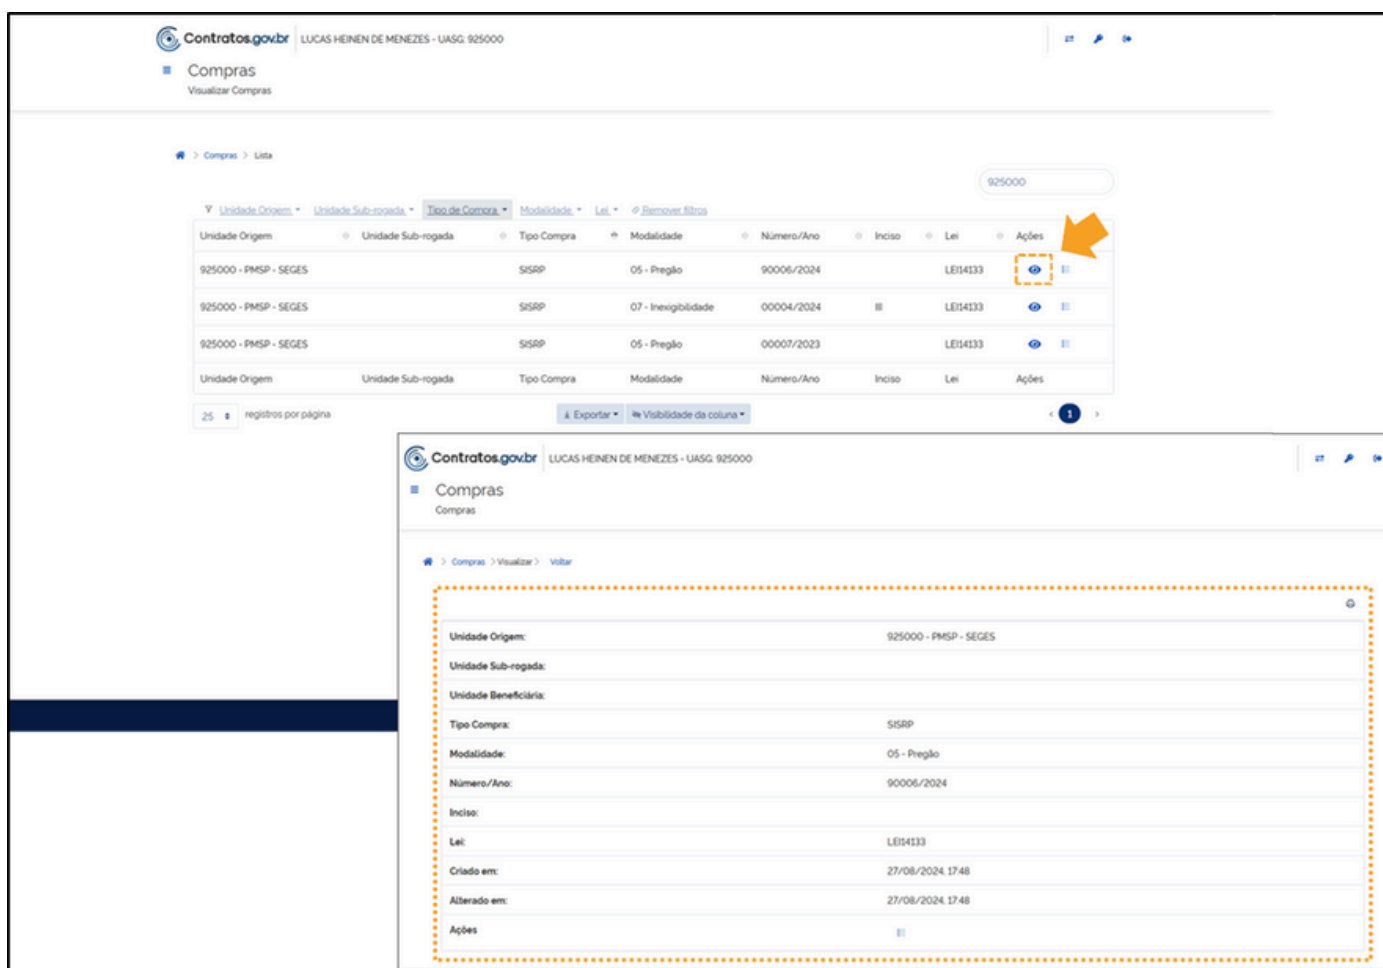 Contratos.gov.br LUCAS HEINEN DE MENEZES - UASG: 925000
Compras
Visualizar Compras
> Compras > Lista
925000
Unidade Origem Unidade Sub-rogada Tipo de Compra Modalidade Lei Remover filtros
Unidade Origem Unidade Sub-rogada Tipo Compra Modalidade Número/Ano Inciso Lei Ações
925000 - PMSP - SEGES SISRP 05 - Pregão 90006/2024 LEI14133
925000 - PMSP - SEGES SISRP 07 - Inexigibilidade 00004/2024 III LEI14133
925000 - PMSP - SEGES SISRP 05 - Pregão 00007/2023 LEI14133
Unidade Origem Unidade Sub-rogada Tipo Compra Modalidade Número/Ano Inciso Lei Ações
25 registros por página Exportar Visibilidade da coluna < 1 >
Contratos.gov.br LUCAS HEINEN DE MENEZES - UASG: 925000
Compras
Compras
> Compras > Visualizar > Voltar
Unidade Origem: 925000 - PMSP - SEGES
Unidade Sub-rogada:
Unidade Beneficiária:
Tipo Compra: SISRP
Modalidade: 05 - Pregão
Número/Ano: 90006/2024
Inciso:
Lei: LEI14133
Criado em: 27/08/2024, 17:48
Alterado em: 27/08/2024, 17:48
Ações